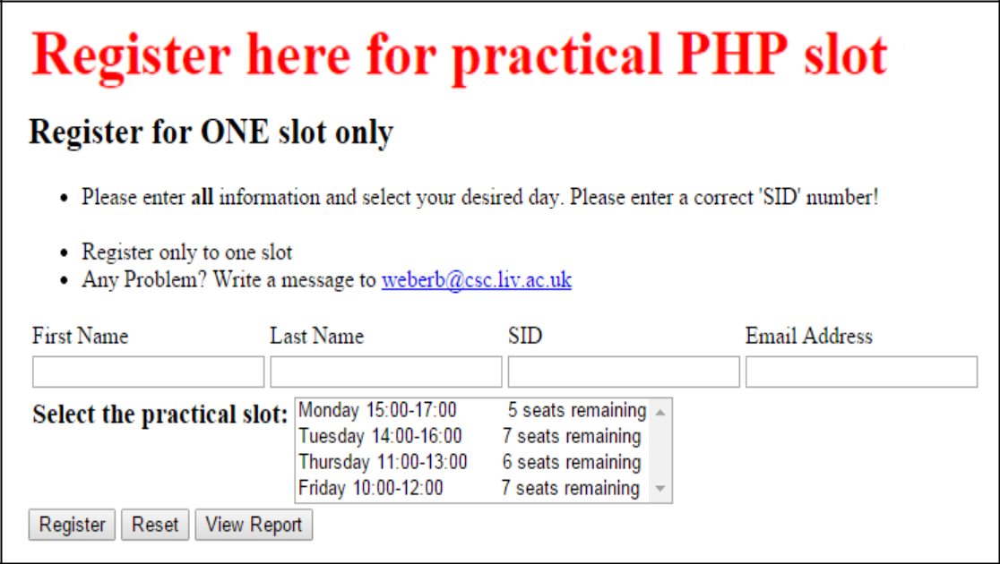 Register here for practical PHP slot
Register for ONE slot only
Please enter all information and select your desired day. Please enter a correct 'SID' number!
Register only to one slot
Any Problem? Write a message to weberb@csc.liv.ac.uk
First Name Last Name SID Email Address
Select the practical slot: Monday 15:00-17:00 5 seats remaining
Tuesday 14:00-16:00 7 seats remaining
Thursday 11:00-13:00 6 seats remaining
Friday 10:00-12:00 7 seats remaining
Register Reset View Report